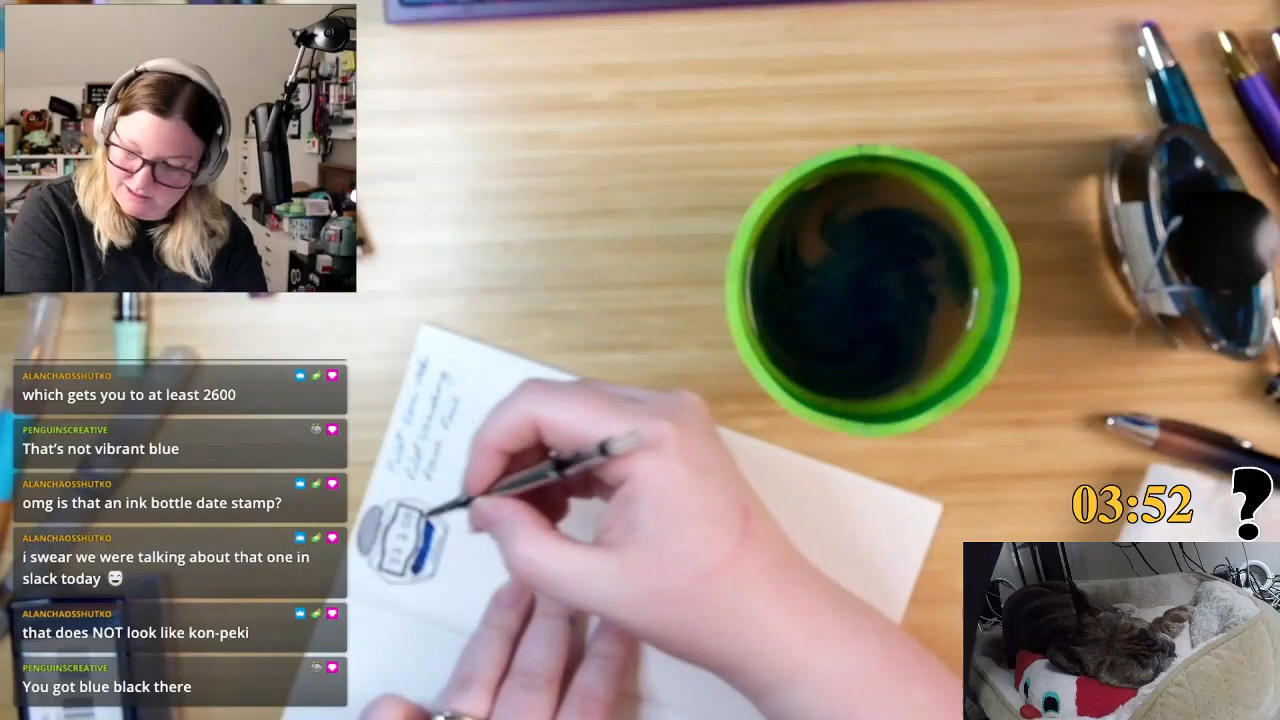 ALANCHAOSSHUTKO
which gets you to at least 2600
PENGUINSCREATIVE
That's not vibrant blue
ALANCHAOSSHUTKO
omg is that an ink bottle date stamp?
ALANCHAOSSHUTKO
i swear we were talking about that one in
slack today
ALANCHAOSSHUTKO
that does NOT look like kon-peki
PENGUINSCREATIVE
You got blue black there
03:52
?